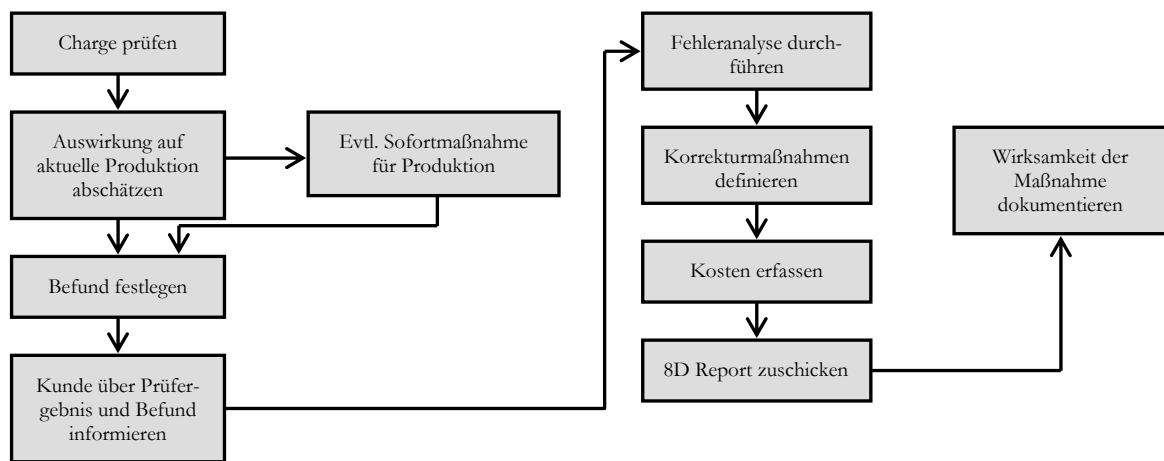 Charge prüfen
Auswirkung auf
aktuelle Produktion
abschätzen
Evtl. Sofortmaßnahme
für Produktion
Befund festlegen
Kunde über Prüfer-
gebnis und Befund
informieren
Fehleranalyse durch-
führen
Korrekturmaßnahmen
definieren
Kosten erfassen
8D Report zuschicken
Wirksamkeit der
Maßnahme
dokumentieren